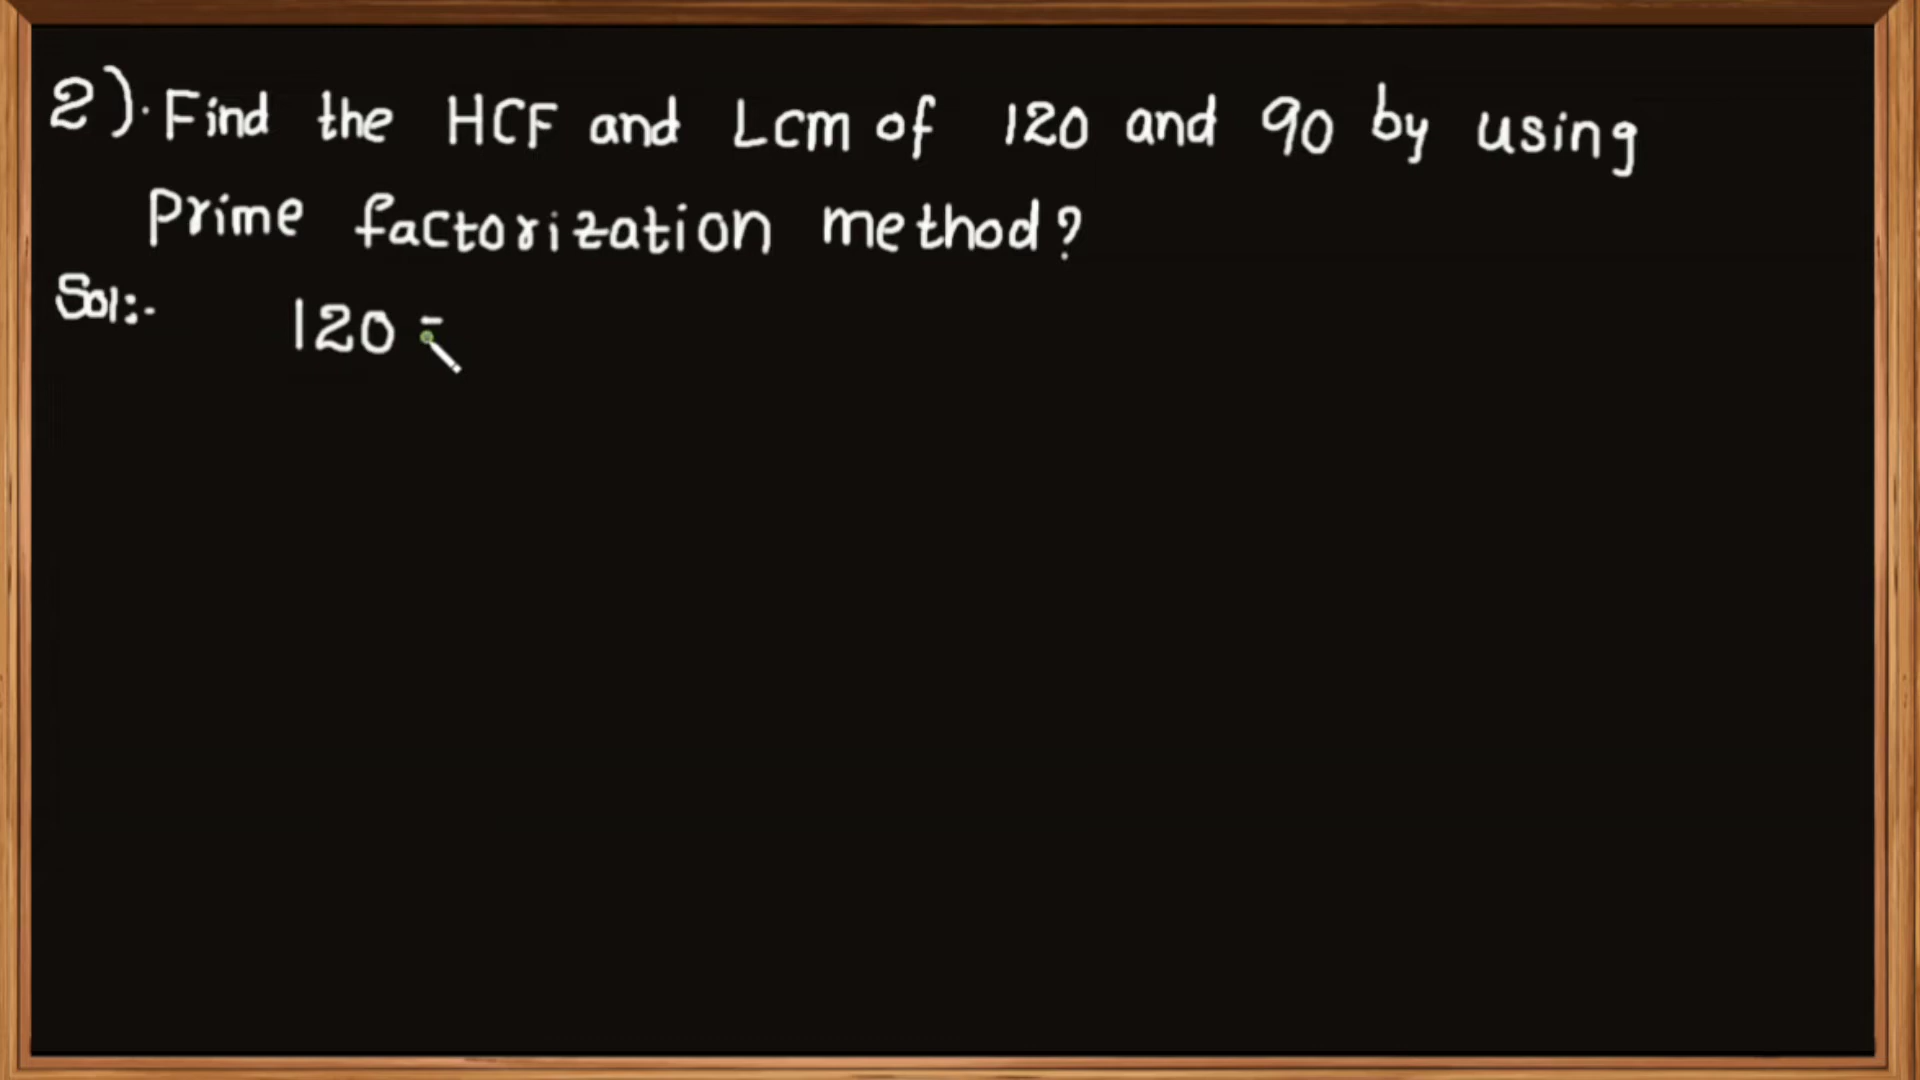 2). Find the HCF and Lcm of 120 and 90 by using
Prime factorization method?
Sol:- 120 =